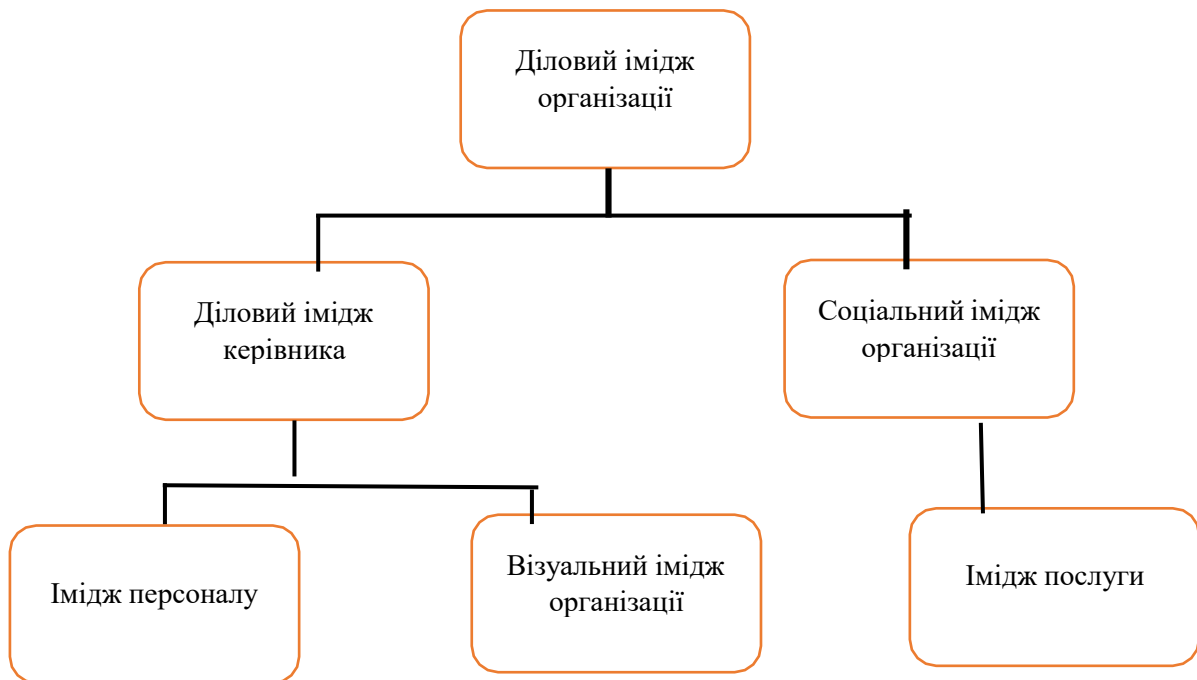 Діловий імідж
організації
Діловий імідж
керівника
Соціальний імідж
організації
Імідж персоналу
Візуальний імідж
організації
Імідж послуги